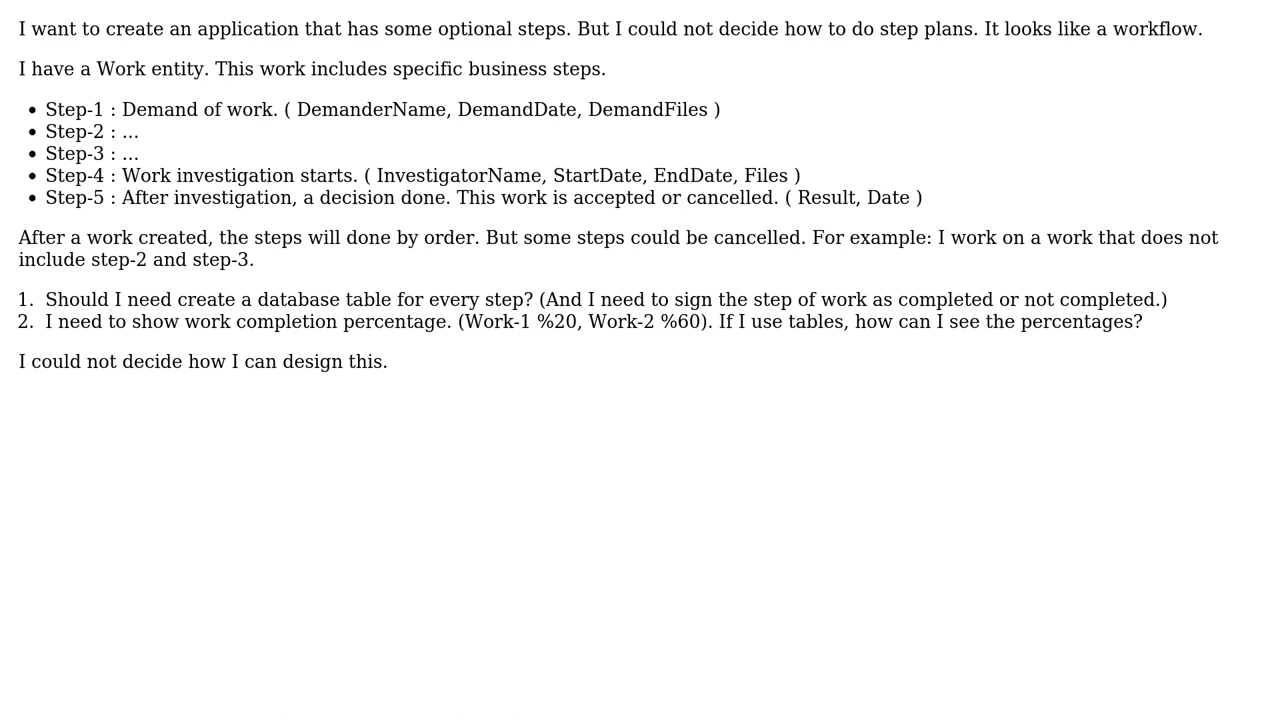 I want to create an application that has some optional steps. But I could not decide how to do step plans. It looks like a workflow.
I have a Work entity. This work includes specific business steps.
• Step-1 : Demand of work. ( DemanderName, DemandDate, DemandFiles )
• Step-2 : ...
• Step-3 : ...
• Step-4 : Work investigation starts. ( InvestigatorName, StartDate, EndDate, Files )
• Step-5 : After investigation, a decision done. This work is accepted or cancelled. ( Result, Date )
After a work created, the steps will done by order. But some steps could be cancelled. For example: I work on a work that does not
include step-2 and step-3.
1. Should I need create a database table for every step? (And I need to sign the step of work as completed or not completed.)
2. I need to show work completion percentage. (Work-1 %20, Work-2 %60). If I use tables, how can I see the percentages?
I could not decide how I can design this.